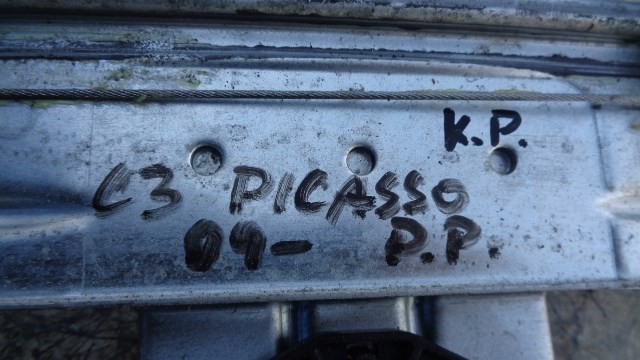 K.P.
C3 PICASSO
09- P.P.